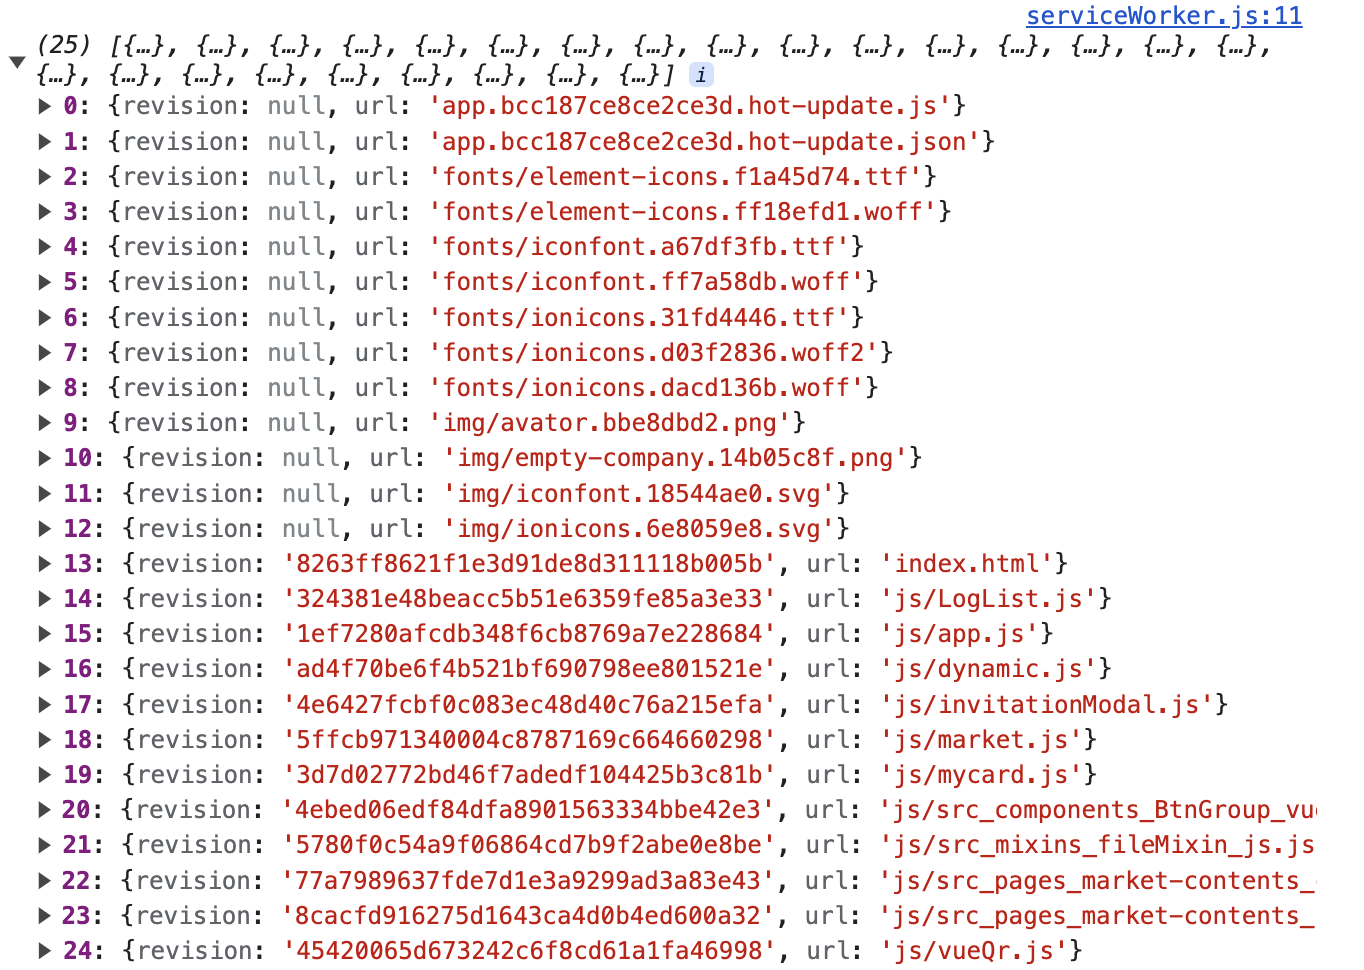 serviceWorker.js:11
(25) [{…}, {…}, {…}, {…}, {…}, {…}, {…}, {…}, {…}, {…}, {…}, {…}, {…}, {…}, {…}, {…},
{…}, {…}, {…}, {…}, {…}, {…}, {…}, {…}, {…}] i
0: {revision: null, url: 'app.bcc187ce8ce2ce3d.hot-update.js'}
1: {revision: null, url: 'app.bcc187ce8ce2ce3d.hot-update.json'}
2: {revision: null, url: 'fonts/element-icons.f1a45d74.ttf'}
3: {revision: null, url: 'fonts/element-icons.ff18efd1.woff'}
4: {revision: null, url: 'fonts/iconfont.a67df3fb.ttf'}
5: {revision: null, url: 'fonts/iconfont.ff7a58db.woff'}
6: {revision: null, url: 'fonts/ionicons.31fd4446.ttf'}
7: {revision: null, url: 'fonts/ionicons.d03f2836.woff2'}
8: {revision: null, url: 'fonts/ionicons.dacd136b.woff'}
9: {revision: null, url: 'img/avator.bbe8dbd2.png'}
10: {revision: null, url: 'img/empty-company.14b05c8f.png'}
11: {revision: null, url: 'img/iconfont.18544ae0.svg'}
12: {revision: null, url: 'img/ionicons.6e8059e8.svg'}
13: {revision: '8263ff8621f1e3d91de8d311118b005b', url: 'index.html'}
14: {revision: '324381e48beacc5b51e6359fe85a3e33', url: 'js/LogList.js'}
15: {revision: '1ef7280afcdb348f6cb8769a7e228684', url: 'js/app.js'}
16: {revision: 'ad4f70be6f4b521bf690798ee801521e', url: 'js/dynamic.js'}
17: {revision: '4e6427fcbf0c083ec48d40c76a215efa', url: 'js/invitationModal.js'}
18: {revision: '5ffcb971340004c8787169c664660298', url: 'js/market.js'}
19: {revision: '3d7d02772bd46f7adedf104425b3c81b', url: 'js/mycard.js'}
20: {revision: '4ebed06edf84dfa8901563334bbe42e3', url: 'js/src_components_BtnGroup_vu
21: {revision: '5780f0c54a9f06864cd7b9f2abe0e8be', url: 'js/src_mixins_fileMixin_js.js
22: {revision: '77a7989637fde7d1e3a9299ad3a83e43', url: 'js/src_pages_market-contents_
23: {revision: '8cacfd916275d1643ca4d0b4ed600a32', url: 'js/src_pages_market-contents_
24: {revision: '45420065d673242c6f8cd61a1fa46998', url: 'js/vueQr.js'}